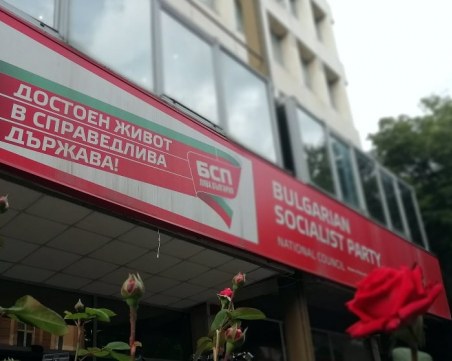 ДОСТОЕН ЖИВОТ
В СПРАВЕДЛИВА
ДЪРЖАВА!
БСП
BULGARIAN
SOCIALIST PARTY
NATIONAL COUNCIL